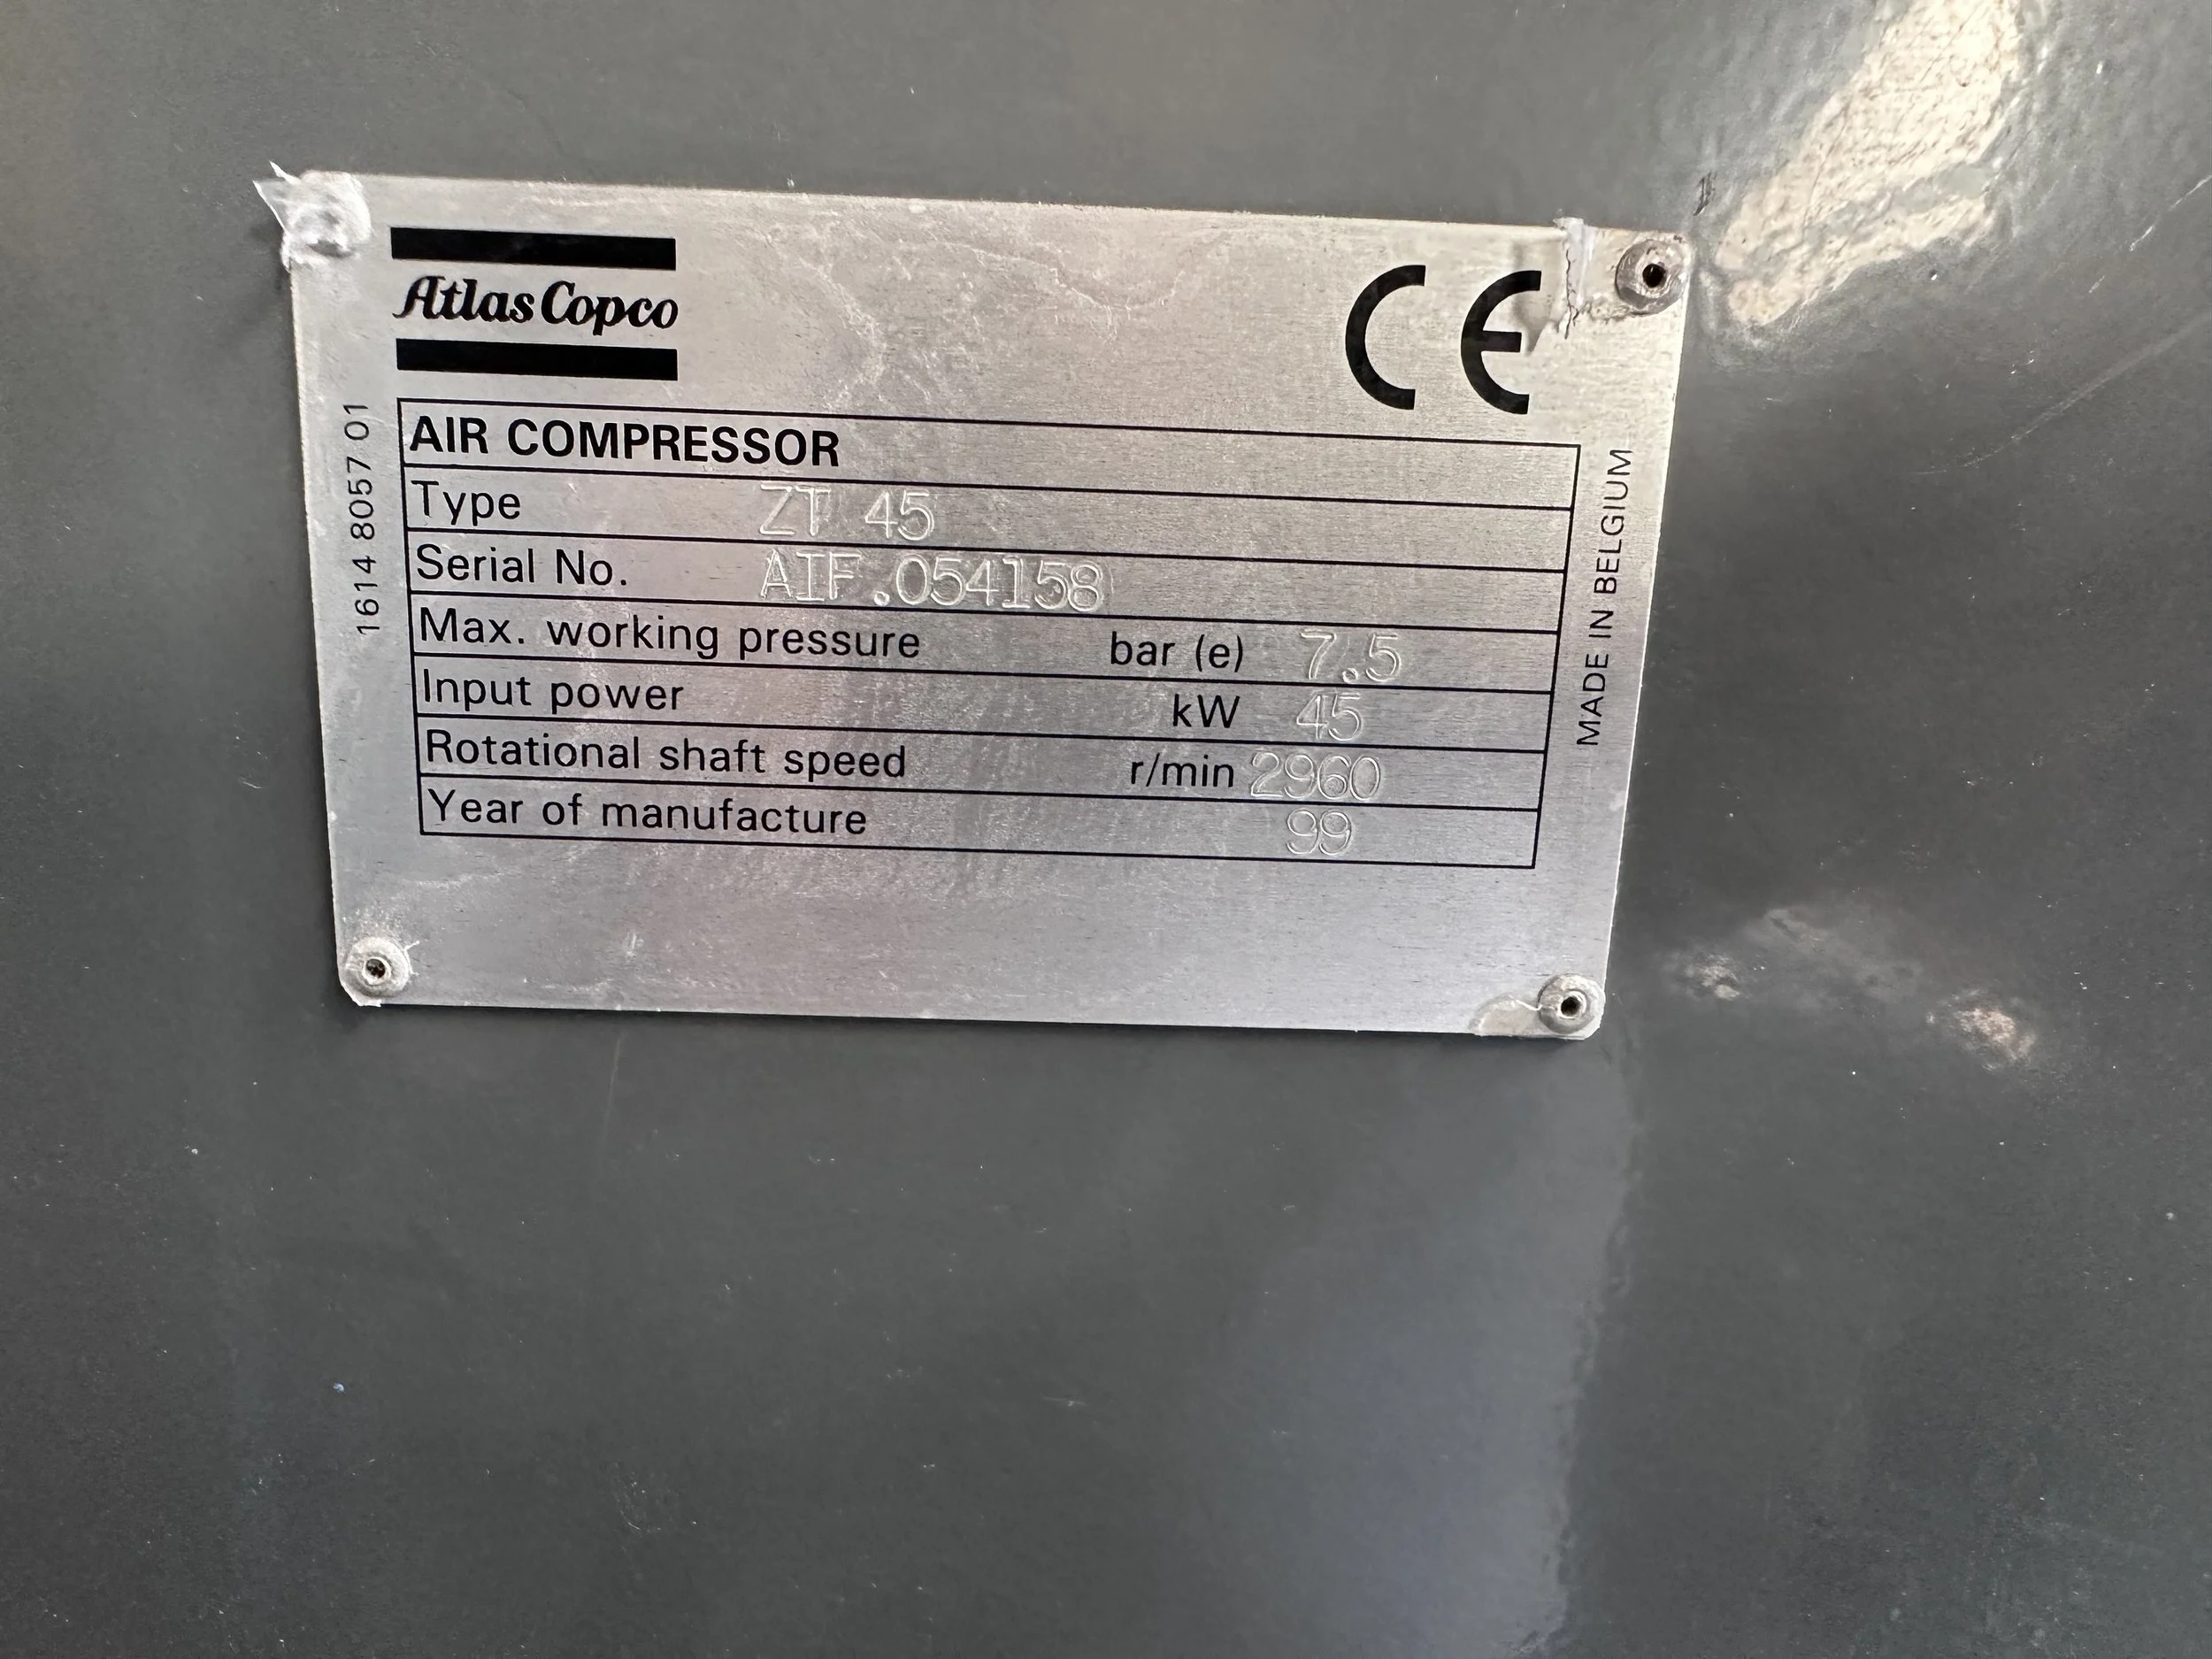 Atlas Copco
CE
1614 8057 01
AIR COMPRESSOR
Type ZT 45
Serial No. AIF.054158
Max. working pressure bar (e) 7.5
Input power kW 45
Rotational shaft speed r/min 2960
Year of manufacture 99
MADE IN BELGIUM